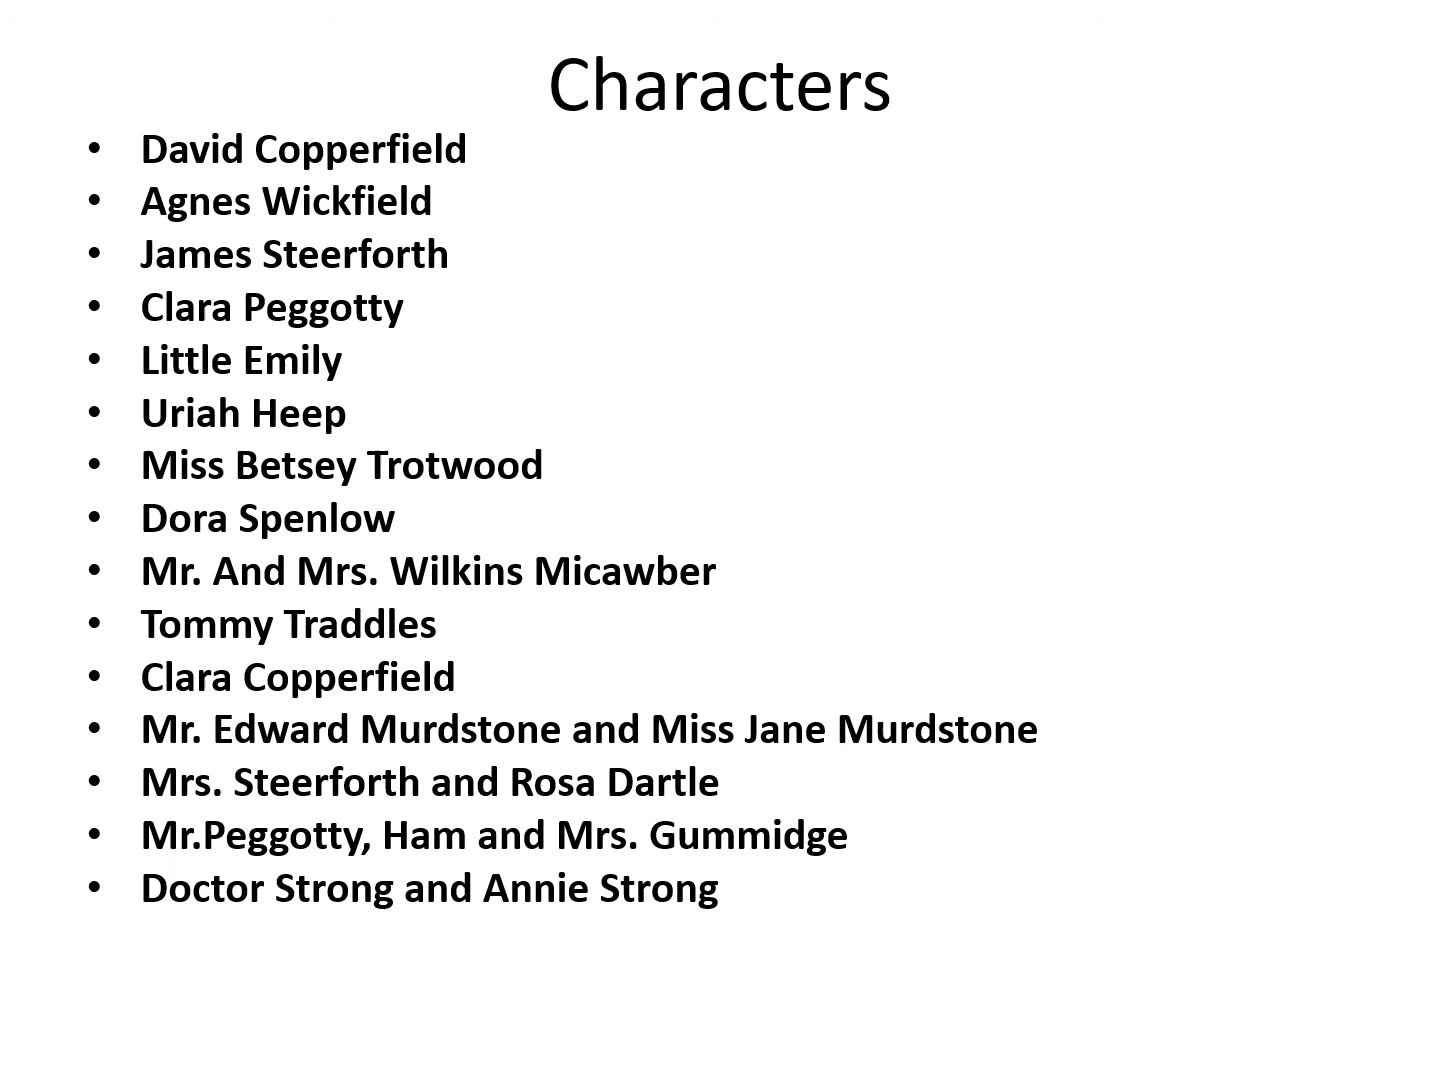 Characters
• David Copperfield
• Agnes Wickfield
• James Steerforth
• Clara Peggotty
• Little Emily
• Uriah Heep
• Miss Betsey Trotwood
• Dora Spenlow
• Mr. And Mrs. Wilkins Micawber
• Tommy Traddles
• Clara Copperfield
• Mr. Edward Murdstone and Miss Jane Murdstone
• Mrs. Steerforth and Rosa Dartle
• Mr.Peggotty, Ham and Mrs. Gummidge
• Doctor Strong and Annie Strong